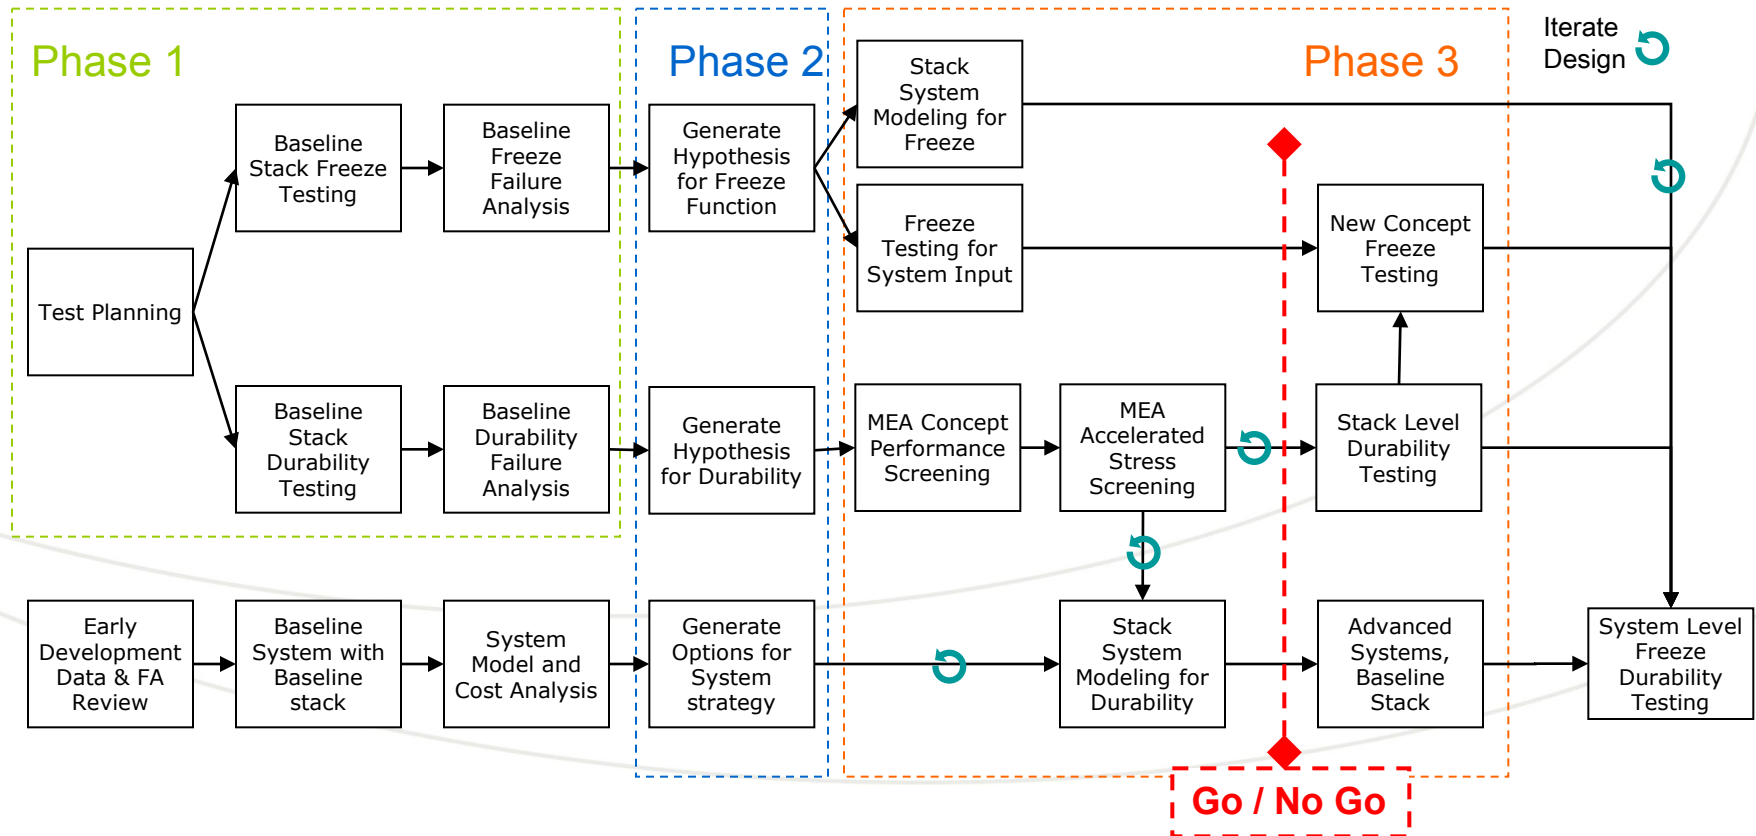 Phase 1
Phase 2
Phase 3
Iterate
Design
Stack
System
Modeling for
Freeze
Baseline
Stack Freeze
Testing
Baseline
Freeze
Failure
Analysis
Generate
Hypothesis
for Freeze
Function
Freeze
Testing for
System Input
New Concept
Freeze
Testing
Test Planning
Baseline
Stack
Durability
Testing
Baseline
Durability
Failure
Analysis
Generate
Hypothesis
for Durability
MEA Concept
Performance
Screening
MEA
Accelerated
Stress
Screening
Stack Level
Durability
Testing
Early
Development
Data & FA
Review
Baseline
System with
Baseline
stack
System
Model and
Cost Analysis
Generate
Options for
System
strategy
Stack
System
Modeling for
Durability
Advanced
Systems,
Baseline
Stack
System Level
Freeze
Durability
Testing
Go / No Go